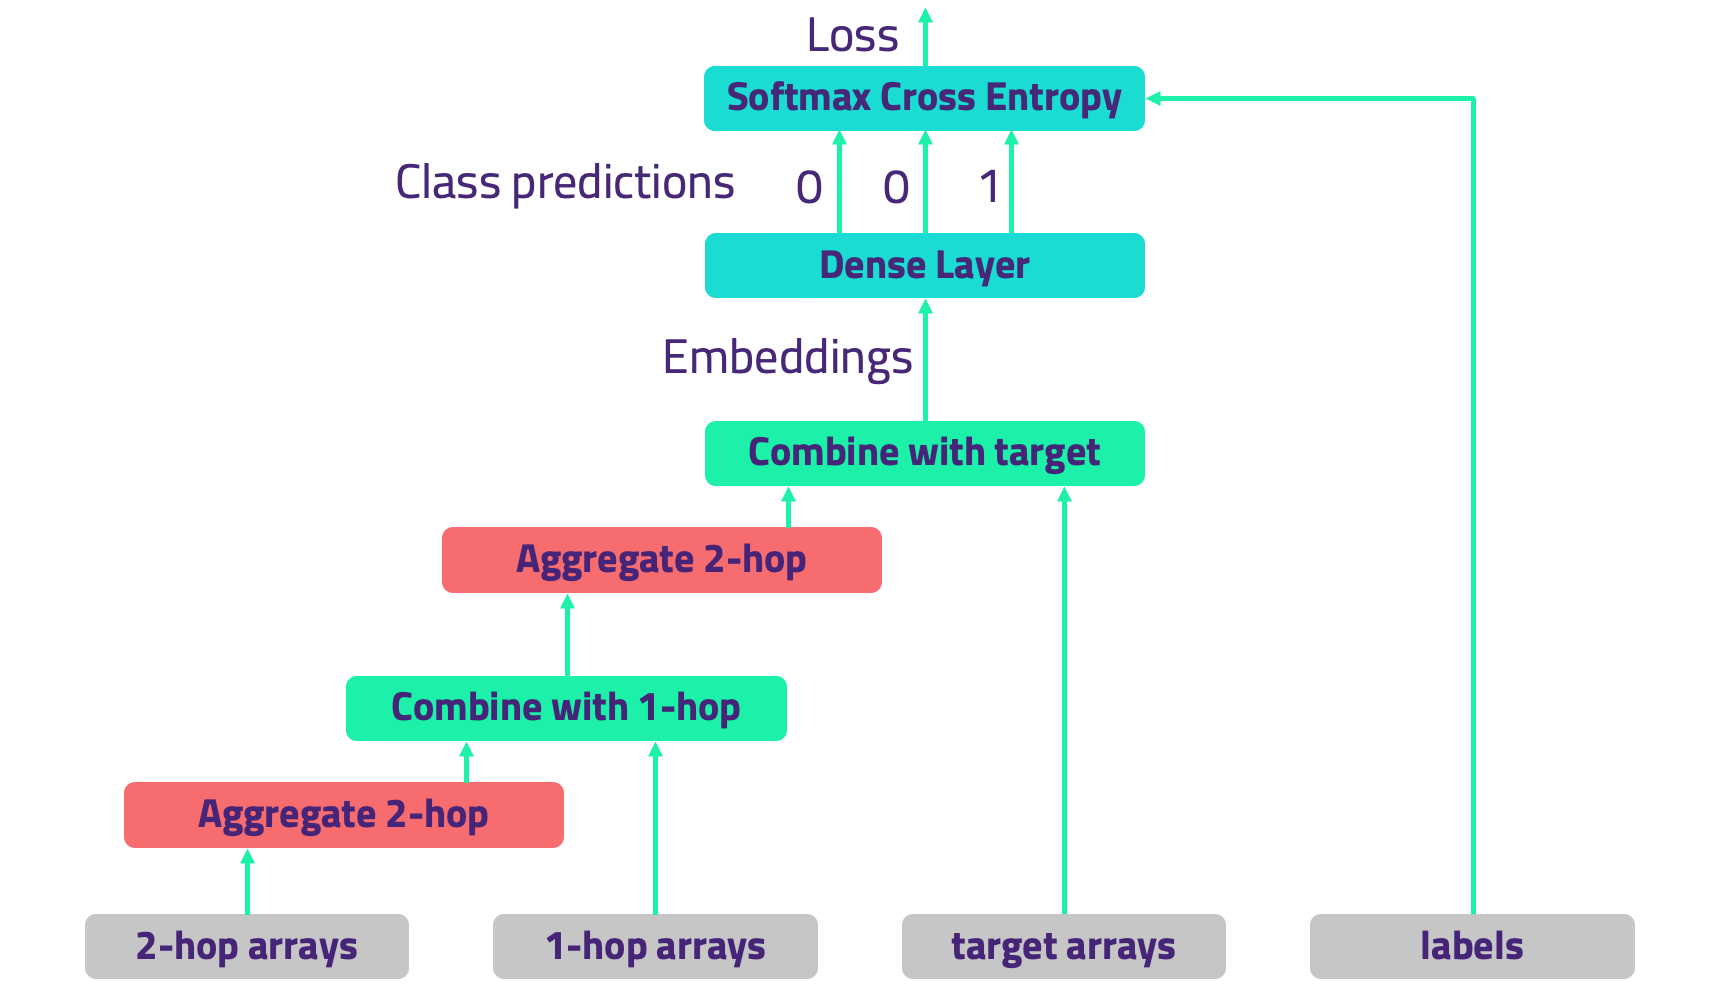 Loss
Softmax Cross Entropy
Class predictions 0 0 1
Dense Layer
Embeddings
Combine with target
Aggregate 2-hop
Combine with 1-hop
Aggregate 2-hop
2-hop arrays
1-hop arrays
target arrays
labels